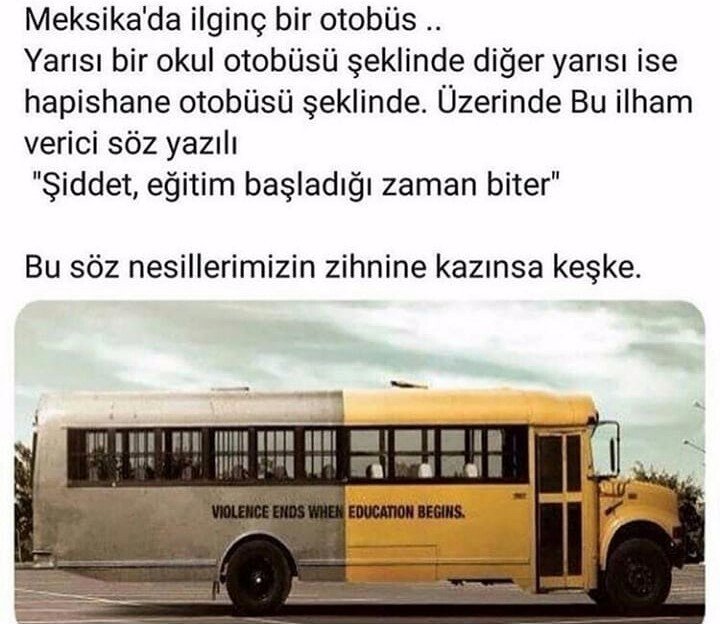 Meksika'da ilginç bir otobüs ..
Yarısı bir okul otobüsü şeklinde diğer yarısı ise
hapishane otobüsü şeklinde. Üzerinde Bu ilham
verici söz yazılı
"Şiddet, eğitim başladığı zaman biter"
Bu söz nesillerimizin zihnine kazınsa keşke.
VIOLENCE ENDS WHEN EDUCATION BEGINS.